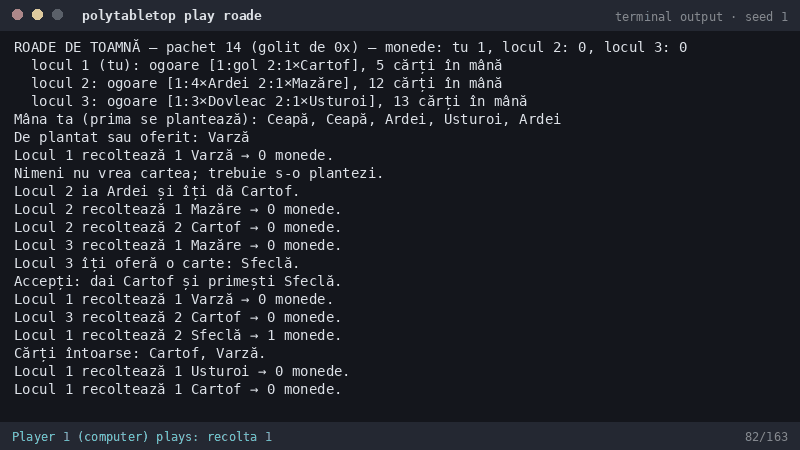 polytabletop play roade
terminal output · seed 1
ROADE DE TOAMNĂ — pachet 14 (golit de 0x) — monede: tu 1, locul 2: 0, locul 3: 0
locul 1 (tu): ogoare [1:gol 2:1×Cartof], 5 cărți în mână
locul 2: ogoare [1:4×Ardei 2:1×Mazăre], 12 cărți în mână
locul 3: ogoare [1:3×Dovleac 2:1×Usturoi], 13 cărți în mână
Mâna ta (prima se plantează): Ceapă, Ceapă, Ardei, Usturoi, Ardei
De plantat sau oferit: Varză
Locul 1 recoltează 1 Varză → 0 monede.
Nimeni nu vrea cartea; trebuie s-o plantezi.
Locul 2 ia Ardei și îți dă Cartof.
Locul 2 recoltează 1 Mazăre → 0 monede.
Locul 2 recoltează 2 Cartof → 0 monede.
Locul 3 recoltează 1 Mazăre → 0 monede.
Locul 3 îți oferă o carte: Sfeclă.
Accepți: dai Cartof și primești Sfeclă.
Locul 1 recoltează 1 Varză → 0 monede.
Locul 3 recoltează 2 Cartof → 0 monede.
Locul 1 recoltează 2 Sfeclă → 1 monede.
Cărți întoarse: Cartof, Varză.
Locul 1 recoltează 1 Usturoi → 0 monede.
Locul 1 recoltează 1 Cartof → 0 monede.
Player 1 (computer) plays: recolta 1
82/163